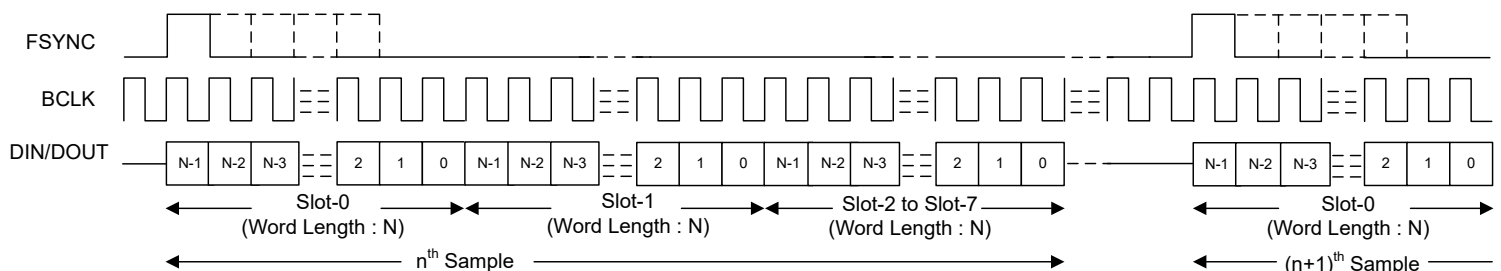 FSYNC
BCLK
DIN/DOUT
N-1 N-2 N-3 2 1 0 N-1 N-2 N-3 2 1 0 N-1 N-2 N-3 2 1 0 N-1 N-2 N-3 2 1 0
Slot-0 Slot-1 Slot-2 to Slot-7 Slot-0
(Word Length : N) (Word Length : N) (Word Length : N) (Word Length : N)
nth Sample (n+1)th Sample